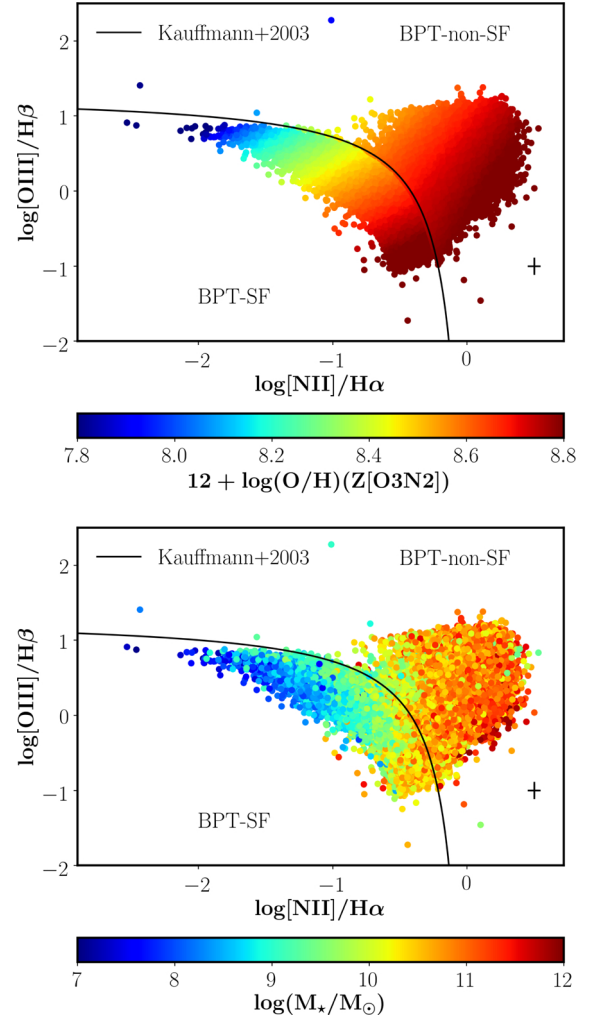 Kauffmann+2003
BPT-non-SF
2
1
0
−1
−2
log[OIII]/Hβ
BPT-SF
−2 −1 0
log[NII]/Hα
7.8 8.0 8.2 8.4 8.6 8.8
12 + log(O/H)(Z[O3N2])
Kauffmann+2003
BPT-non-SF
2
1
0
−1
−2
log[OIII]/Hβ
BPT-SF
−2 −1 0
log[NII]/Hα
7 8 9 10 11 12
log(M⋆/M⊙)